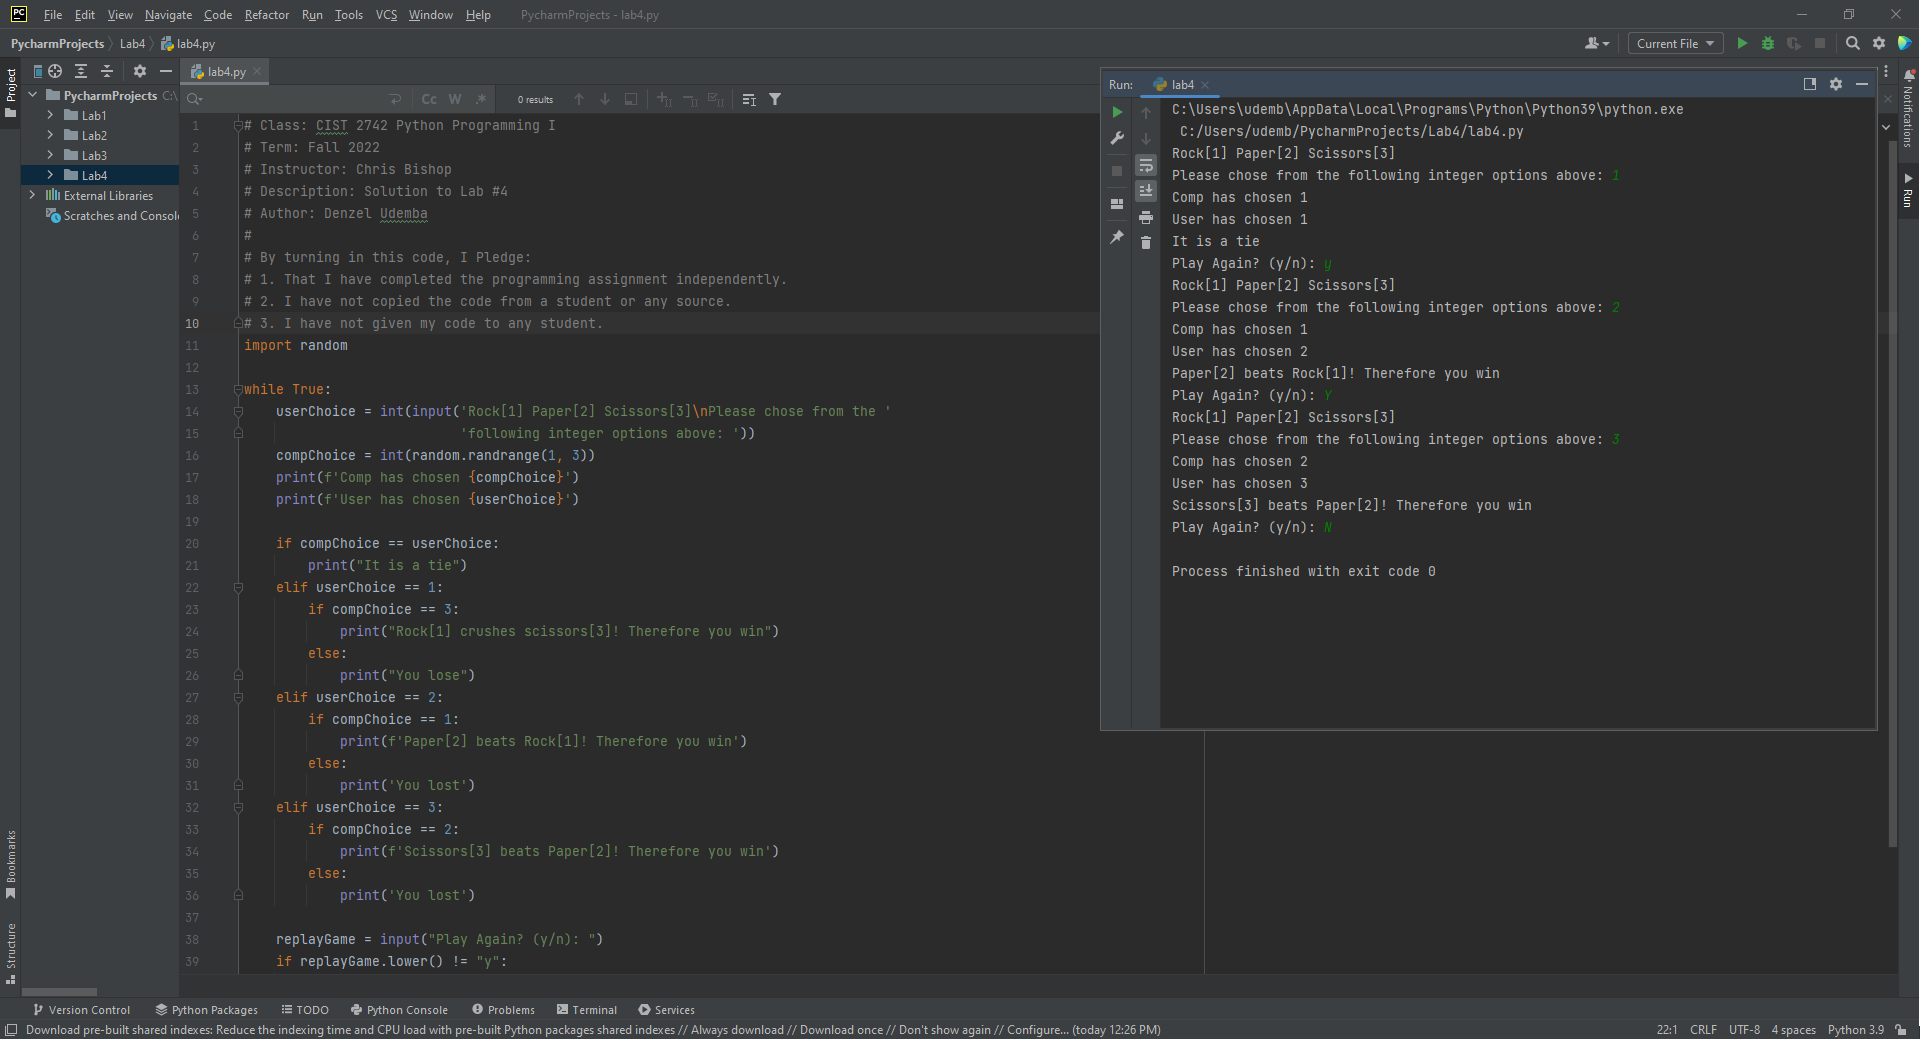 PC File Edit View Navigate Code Refactor Run Tools VCS Window Help PycharmProjects - lab4.py
PycharmProjects Lab4 lab4.py Current File
Project
lab4.py
PycharmProjects C:\
Lab1
Lab2
Lab3
Lab4
External Libraries
Scratches and Consol
Cc W .* 0 results
1 # Class: CIST 2742 Python Programming I
2 # Term: Fall 2022
3 # Instructor: Chris Bishop
4 # Description: Solution to Lab #4
5 # Author: Denzel Udemba
6 #
7 # By turning in this code, I Pledge:
8 # 1. That I have completed the programming assignment independently.
9 # 2. I have not copied the code from a student or any source.
10 # 3. I have not given my code to any student.
11 import random
12
13 while True:
14 userChoice = int(input('Rock[1] Paper[2] Scissors[3]\nPlease chose from the '
15 'following integer options above: '))
16 compChoice = int(random.randrange(1, 3))
17 print(f'Comp has chosen {compChoice}')
18 print(f'User has chosen {userChoice}')
19
20 if compChoice == userChoice:
21 print("It is a tie")
22 elif userChoice == 1:
23 if compChoice == 3:
24 print("Rock[1] crushes scissors[3]! Therefore you win")
25 else:
26 print("You lose")
27 elif userChoice == 2:
28 if compChoice == 1:
29 print(f'Paper[2] beats Rock[1]! Therefore you win')
30 else:
31 print('You lost')
32 elif userChoice == 3:
33 if compChoice == 2:
34 print(f'Scissors[3] beats Paper[2]! Therefore you win')
35 else:
36 print('You lost')
37
38 replayGame = input("Play Again? (y/n): ")
39 if replayGame.lower() != "y":
Run: lab4
C:\Users\udemb\AppData\Local\Programs\Python\Python39\python.exe
C:/Users/udemb/PycharmProjects/Lab4/lab4.py
Rock[1] Paper[2] Scissors[3]
Please chose from the following integer options above: 1
Comp has chosen 1
User has chosen 1
It is a tie
Play Again? (y/n): y
Rock[1] Paper[2] Scissors[3]
Please chose from the following integer options above: 2
Comp has chosen 1
User has chosen 2
Paper[2] beats Rock[1]! Therefore you win
Play Again? (y/n): Y
Rock[1] Paper[2] Scissors[3]
Please chose from the following integer options above: 3
Comp has chosen 2
User has chosen 3
Scissors[3] beats Paper[2]! Therefore you win
Play Again? (y/n): N
Process finished with exit code 0
Notifications
Run
Bookmarks
Structure
Version Control Python Packages TODO Python Console Problems Terminal Services
Download pre-built shared indexes: Reduce the indexing time and CPU load with pre-built Python packages shared indexes // Always download // Download once // Don't show again // Configure... (today 12:26 PM) 22:1 CRLF UTF-8 4 spaces Python 3.9